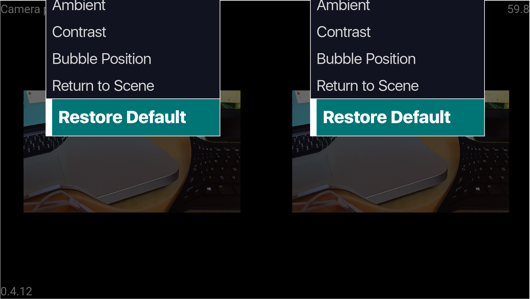 Camera
59.8
Ambient
Contrast
Bubble Position
Return to Scene
Restore Default
Ambient
Contrast
Bubble Position
Return to Scene
Restore Default
0.4.12